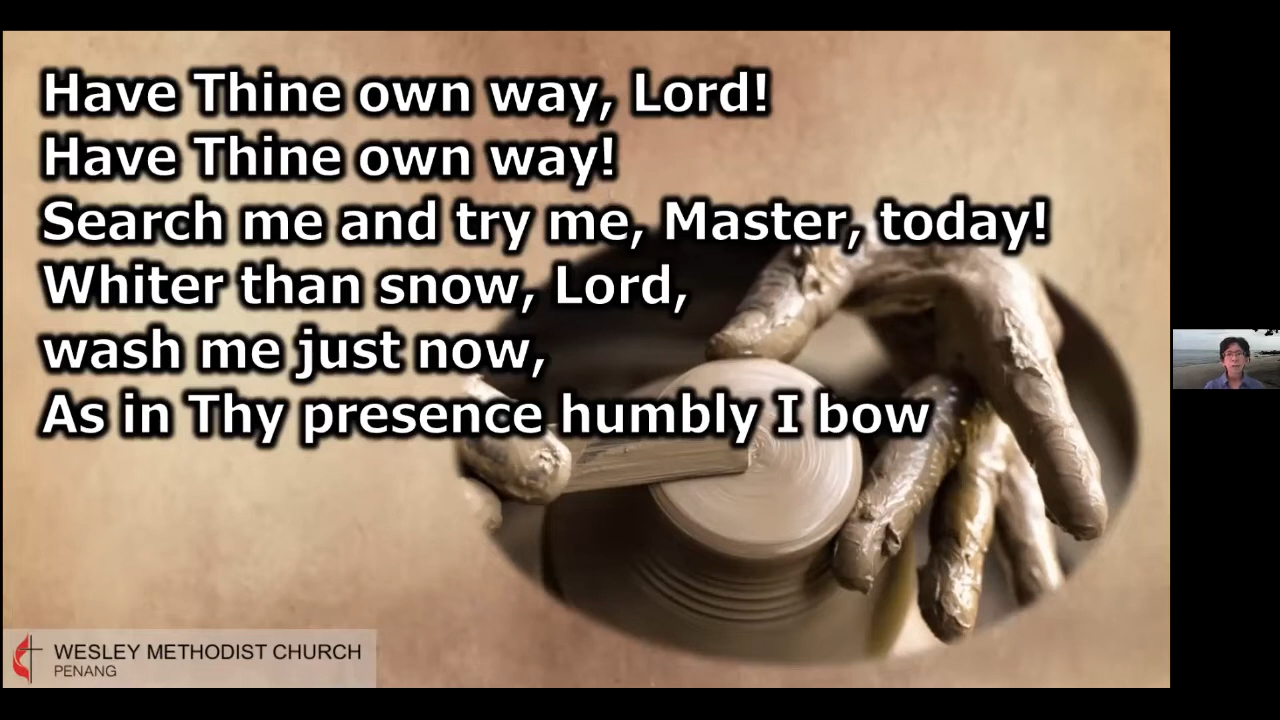 Have Thine own way, Lord!
Have Thine own way!
Search me and try me, Master, today!
Whiter than snow, Lord,
wash me just now,
As in Thy presence humbly I bow
WESLEY METHODIST CHURCH
PENANG